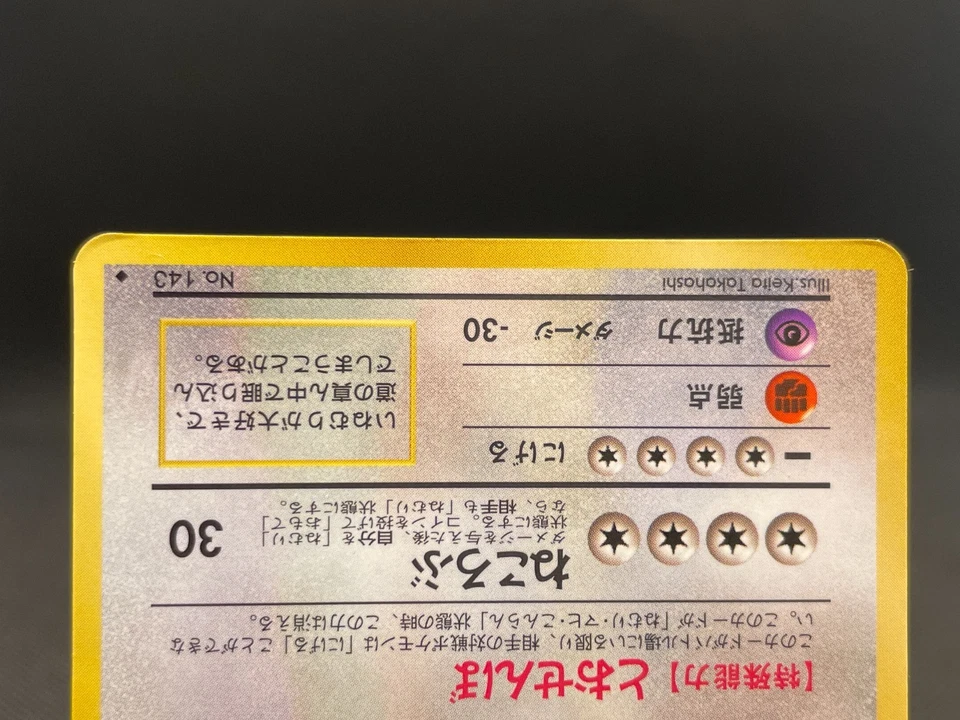 【特殊能力】とおせんぼ
このカードがバトル場にいる限り、相手の対戦ポケモンは「にげる」ことができな
い。このカードが「ねむり・マヒ・こんらん」状態の時、この力は消える。
ねころぶ
ダメージを与えた後、自分を「ねむり」
状態にする。コインを投げて「おもて」
なら、相手も「ねむり」状態にする。
30
にげる
弱点
抵抗力 ダメージ -30
いねむりが大好きで、
道の真ん中で眠り込ん
でしまうことがある。
Illus.Keita Takahashi
No. 143 ◆